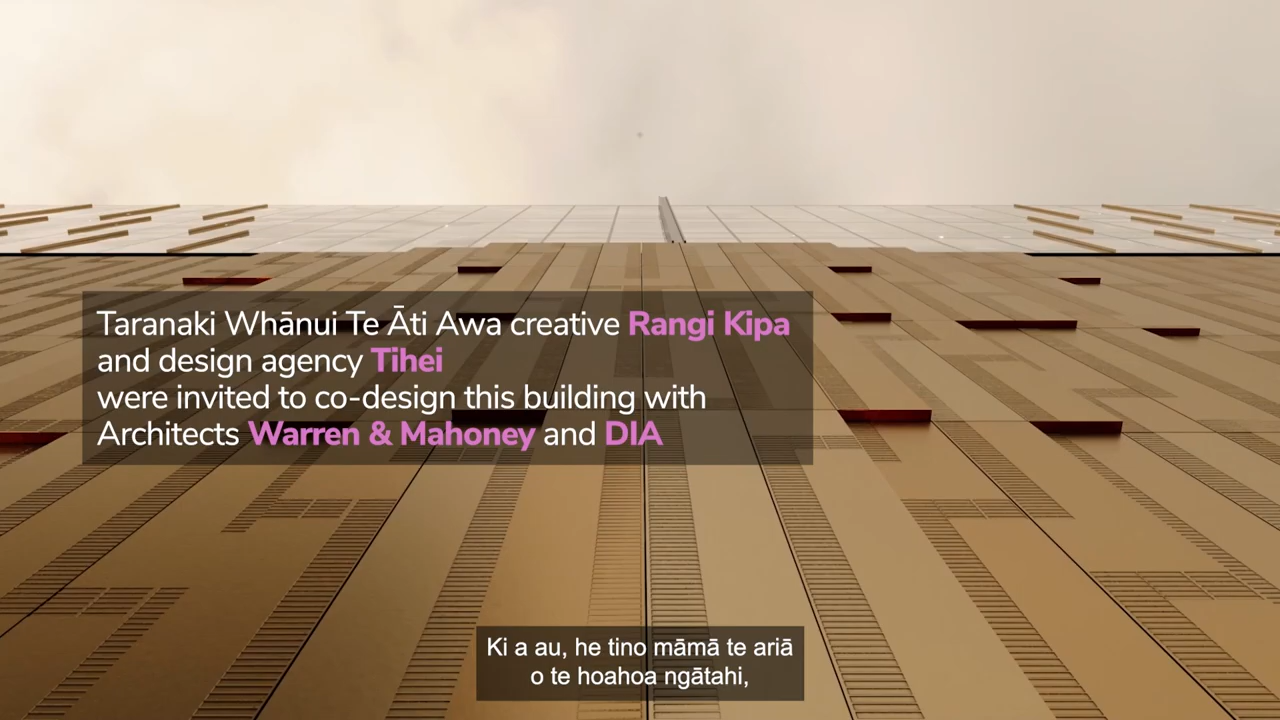 Taranaki Whānui Te Āti Awa creative Rangi Kipa
and design agency Tihei
were invited to co-design this building with
Architects Warren & Mahoney and DIA
Ki a au, he tino māmā te ariā
o te hoahoa ngātahi,